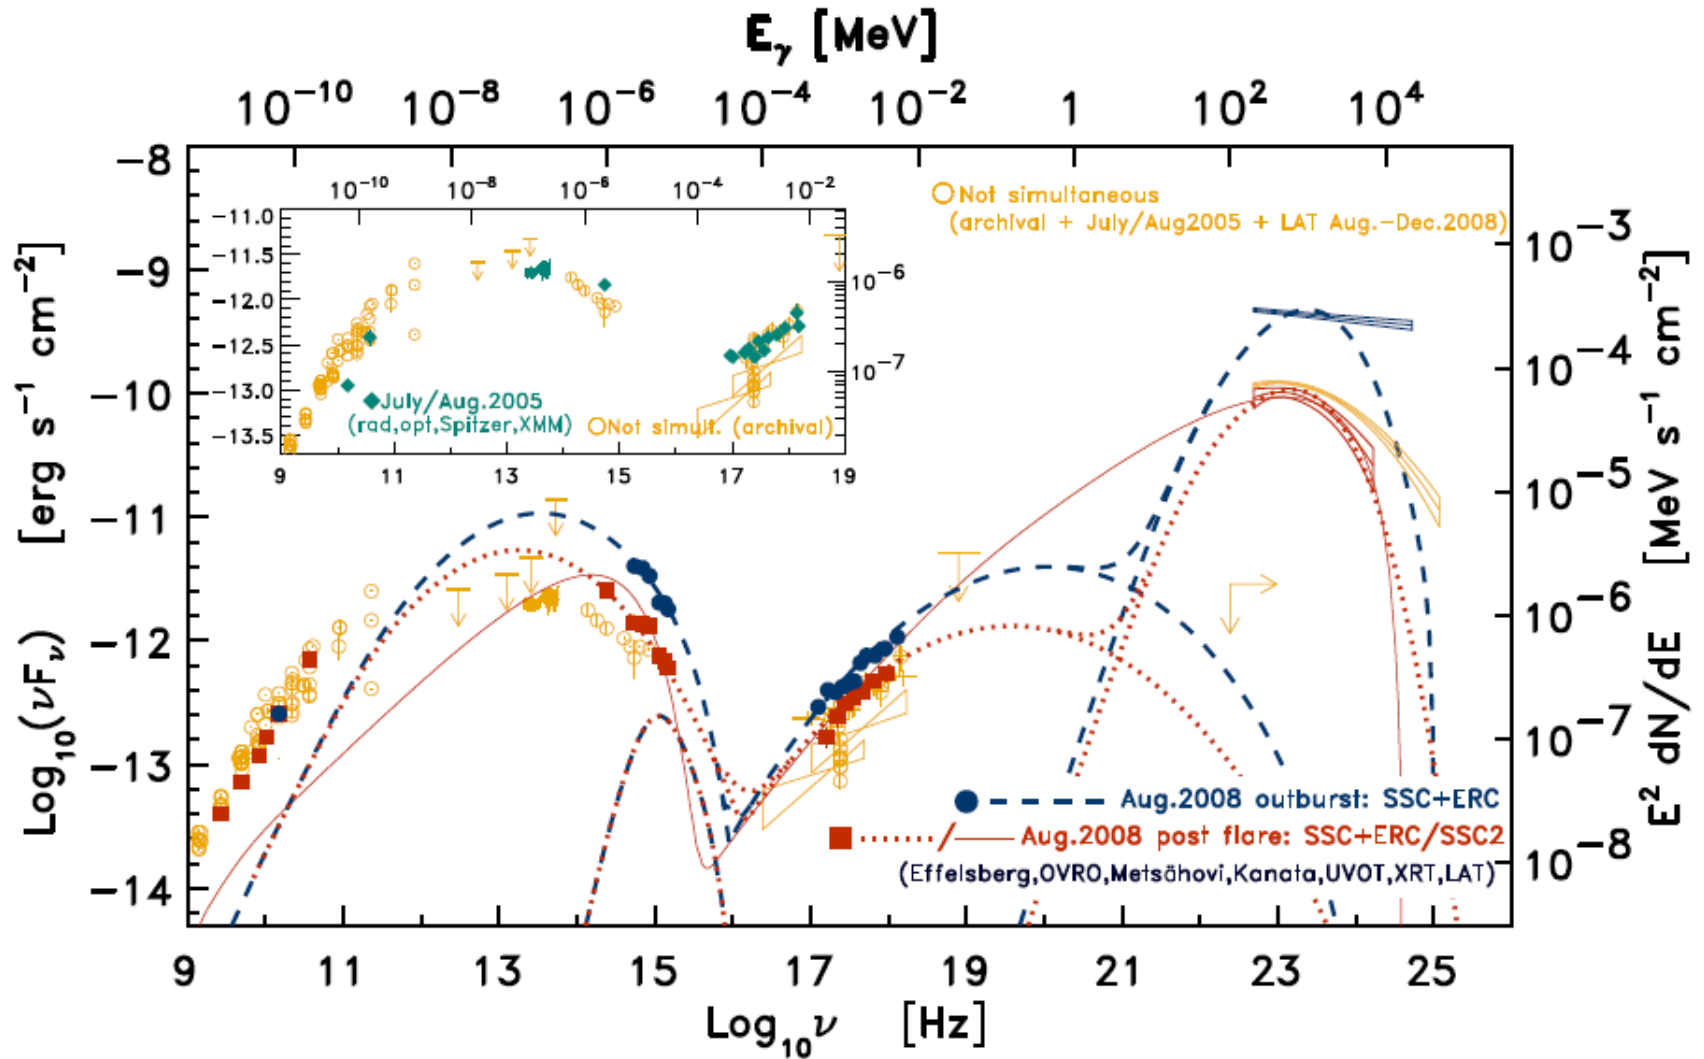 E_γ [MeV]
10⁻¹⁰ 10⁻⁸ 10⁻⁶ 10⁻⁴ 10⁻² 1 10² 10⁴
Log₁₀(νF_ν) [erg s⁻¹ cm⁻²]
−8
−9
−10
−11
−12
−13
−14
10⁻¹⁰ 10⁻⁸ 10⁻⁶ 10⁻⁴ 10⁻²
−11.0
−11.5
−12.0
−12.5
−13.0
−13.5
10⁻⁶
10⁻⁷
July/Aug.2005
(rad,opt,Spitzer,XMM)
Not simult. (archival)
9 11 13 15 17 19
Not simultaneous
(archival + July/Aug2005 + LAT Aug.−Dec.2008)
10⁻³
10⁻⁴
10⁻⁵
10⁻⁶
10⁻⁷
10⁻⁸
E² dN/dE [MeV s⁻¹ cm⁻²]
Aug.2008 outburst: SSC+ERC
/ Aug.2008 post flare: SSC+ERC/SSC2
(Effelsberg,OVRO,Metsähovi,Kanata,UVOT,XRT,LAT)
9 11 13 15 17 19 21 23 25
Log₁₀ν [Hz]